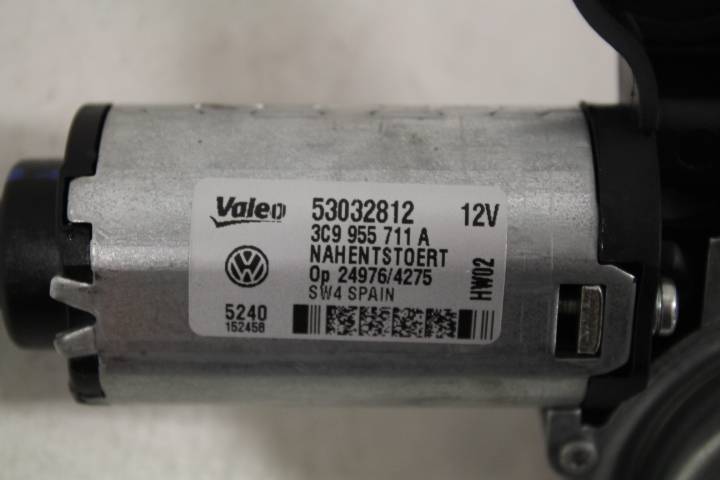 Valeo 53032812 12V
3C9 955 711 A
NAHENTSTOERT
Op 24976/4275
SW4 SPAIN
HW02
5240
152458